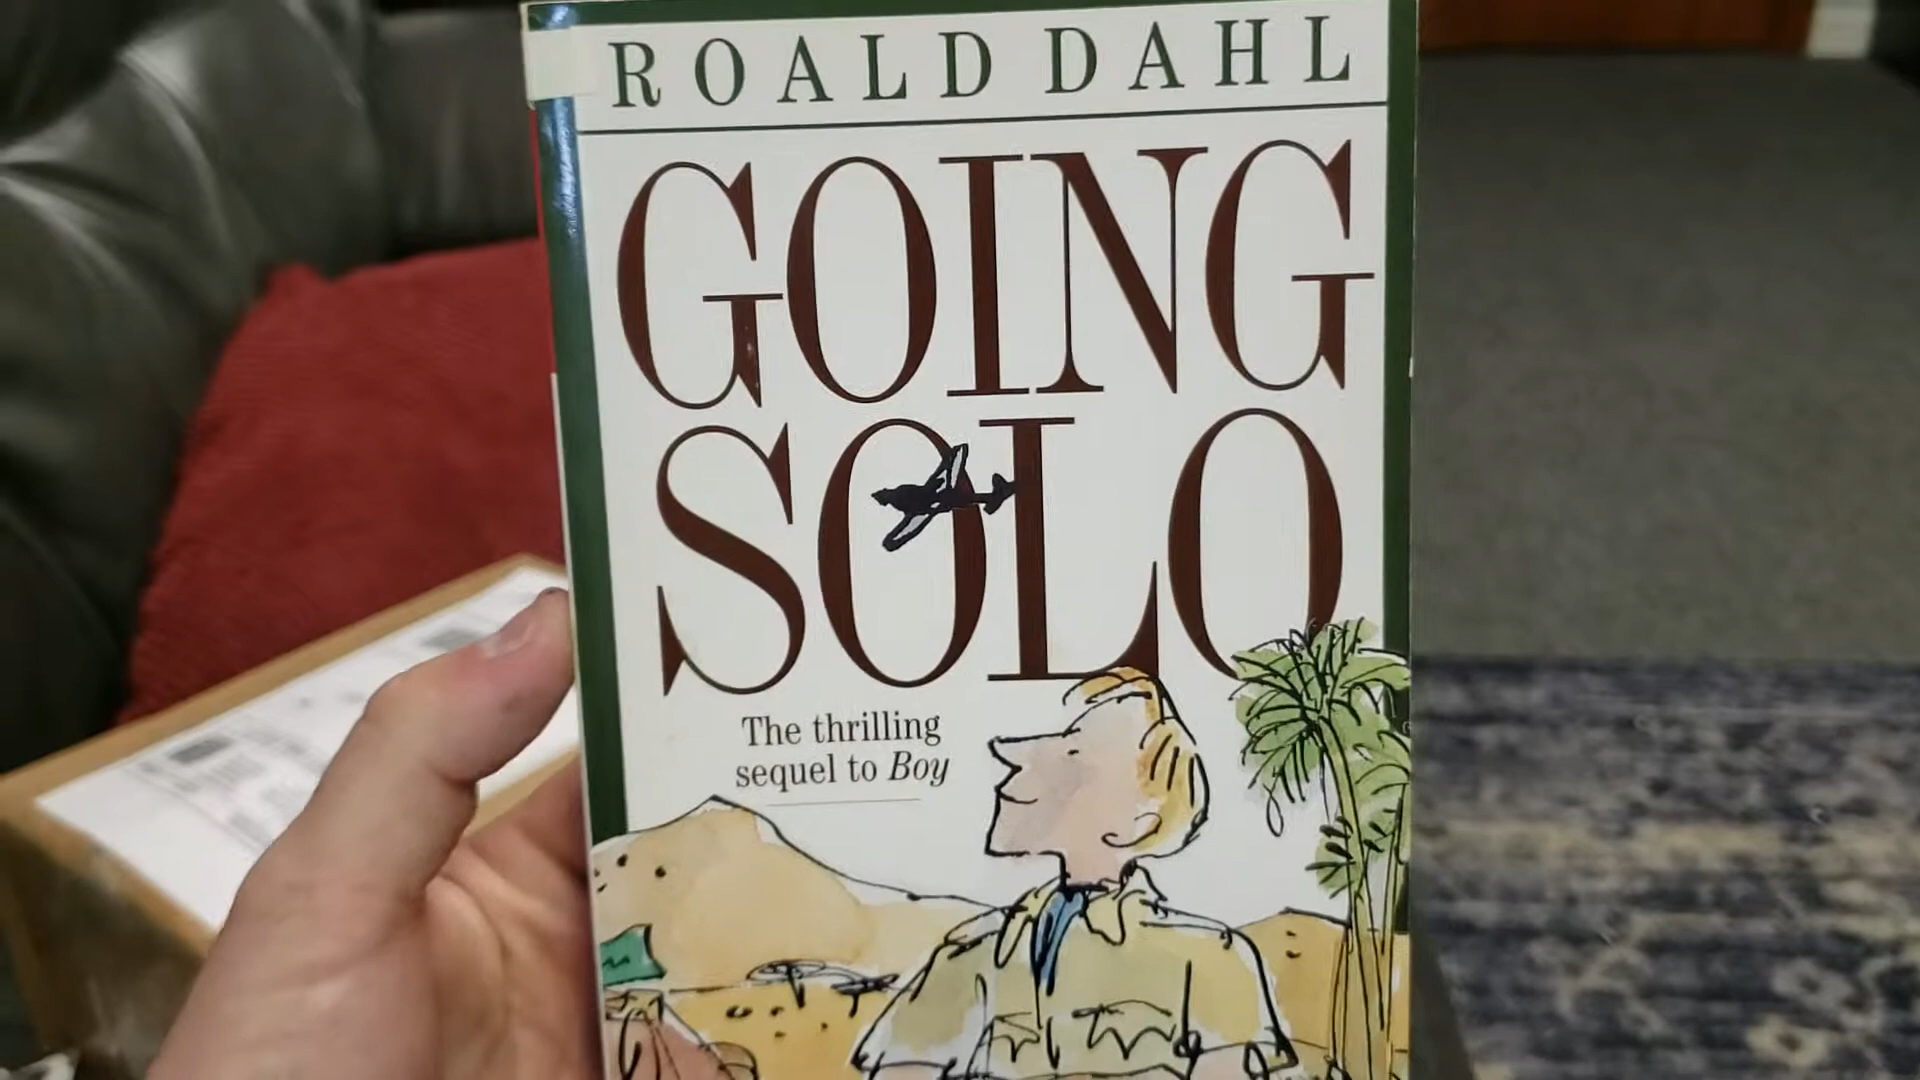 ROALD DAHL
GOING
SOLO
The thrilling
sequel to Boy